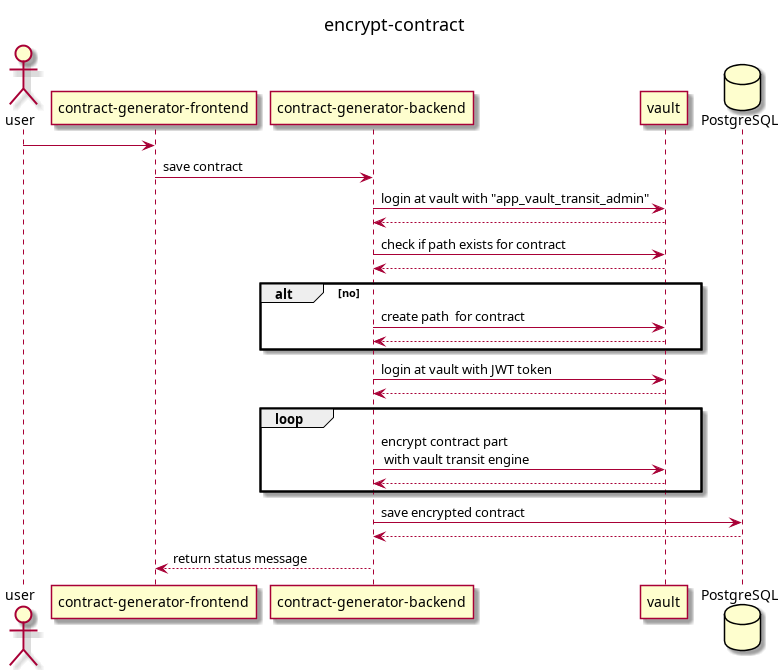 encrypt-contract
user
contract-generator-frontend
contract-generator-backend
vault
PostgreSQL
save contract
login at vault with "app_vault_transit_admin"
check if path exists for contract
alt
[no]
create path  for contract
login at vault with JWT token
loop
encrypt contract part
with vault transit engine
save encrypted contract
return status message
user
contract-generator-frontend
contract-generator-backend
vault
PostgreSQL